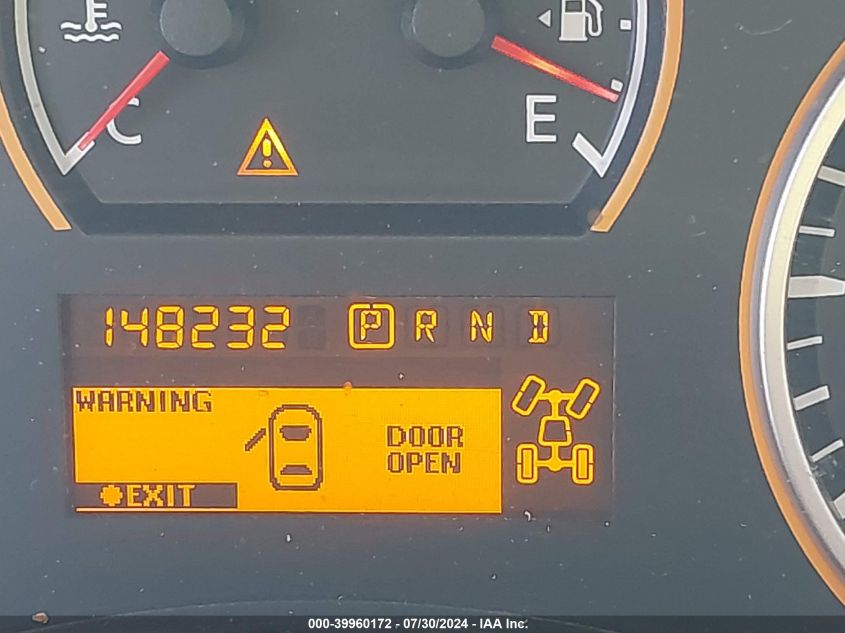 C
E
148232 P R N D
WARNING
DOOR
OPEN
EXIT
000-39960172 - 07/30/2024 - IAA Inc.